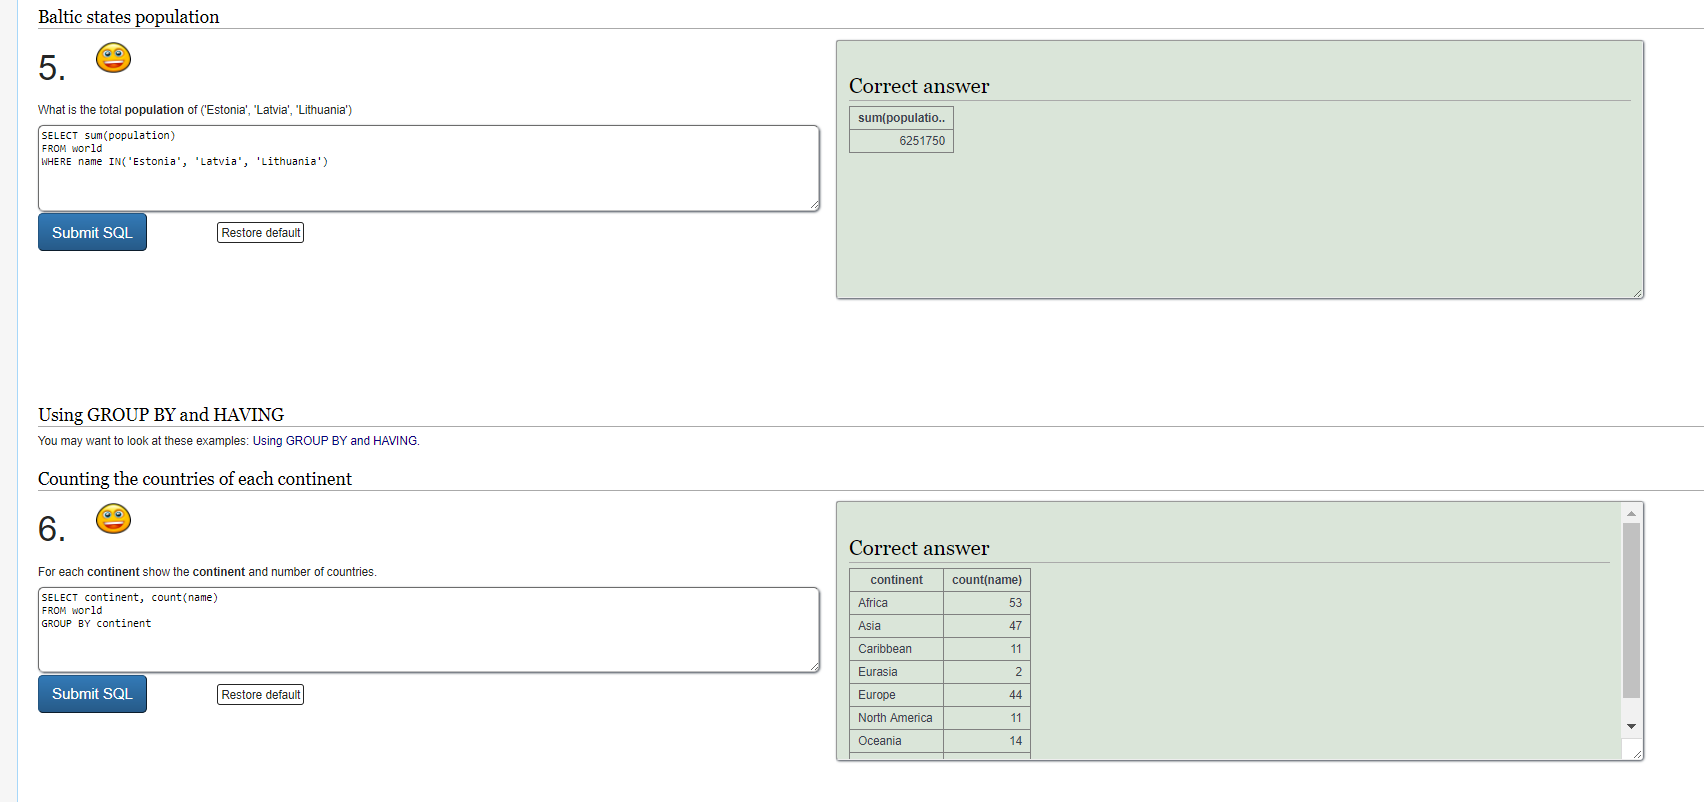 Baltic states population
5.
What is the total population of ('Estonia', 'Latvia', 'Lithuania')
SELECT sum(population)
FROM world
WHERE name IN('Estonia', 'Latvia', 'Lithuania')
Submit SQL
Restore default
Correct answer
sum(populatio..
6251750
Using GROUP BY and HAVING
You may want to look at these examples: Using GROUP BY and HAVING.
Counting the countries of each continent
6.
For each continent show the continent and number of countries.
SELECT continent, count(name)
FROM world
GROUP BY continent
Submit SQL
Restore default
Correct answer
continent count(name)
Africa 53
Asia 47
Caribbean 11
Eurasia 2
Europe 44
North America 11
Oceania 14